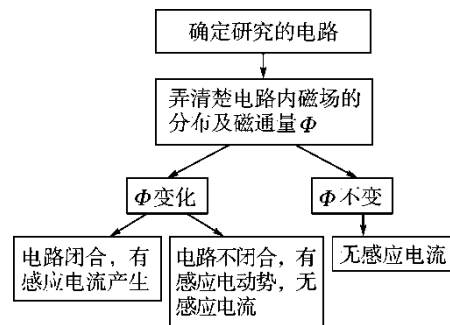 确定研究的电路
弄清楚电路内磁场的
分布及磁通量Φ
Φ变化
Φ不变
电路闭合，有
感应电流产生
电路不闭合，有
感应电动势，无
感应电流
无感应电流